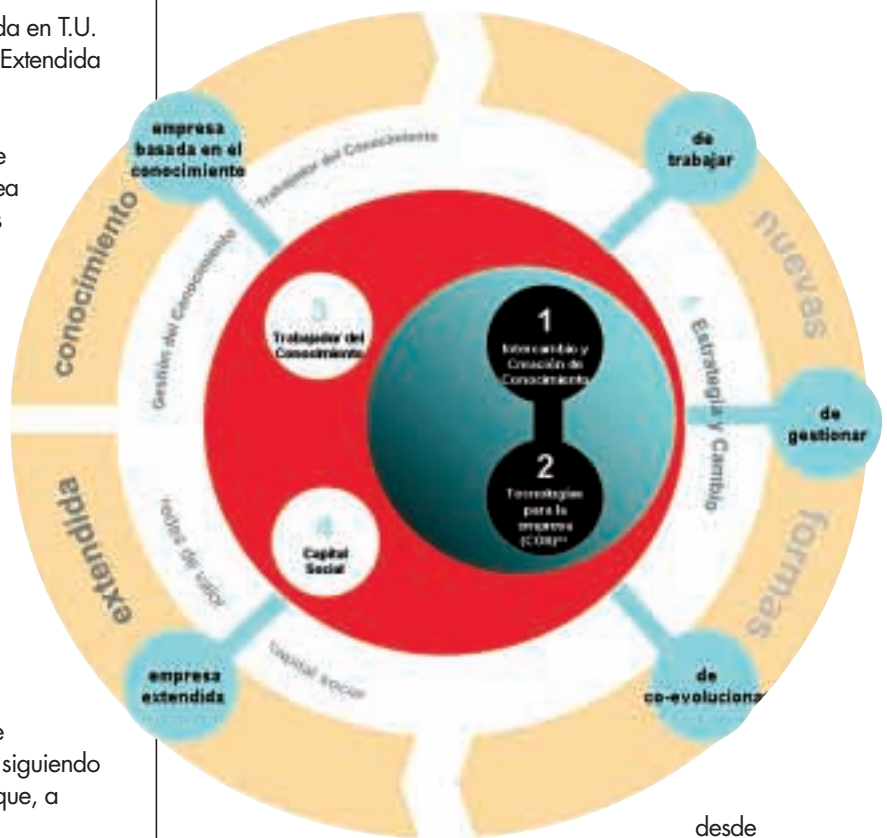 da en T.U.
Extendida
e
ea
s
e
siguiendo
que, a
desde
empresa
basada en el
conocimiento
de
trabajar
de
gestionar
de
co-evoluciona
empresa
extendida
conocimiento
extendida
nuevas
formas
Trabajador del Conocimiento
Gestión del Conocimiento
redes de valor
capital social
Estrategia y Cambio
3
Trabajador del
Conocimiento
4
Capital
Social
1
Intercambio y
Creación de
Conocimiento
2
Tecnologías
para la
empresa